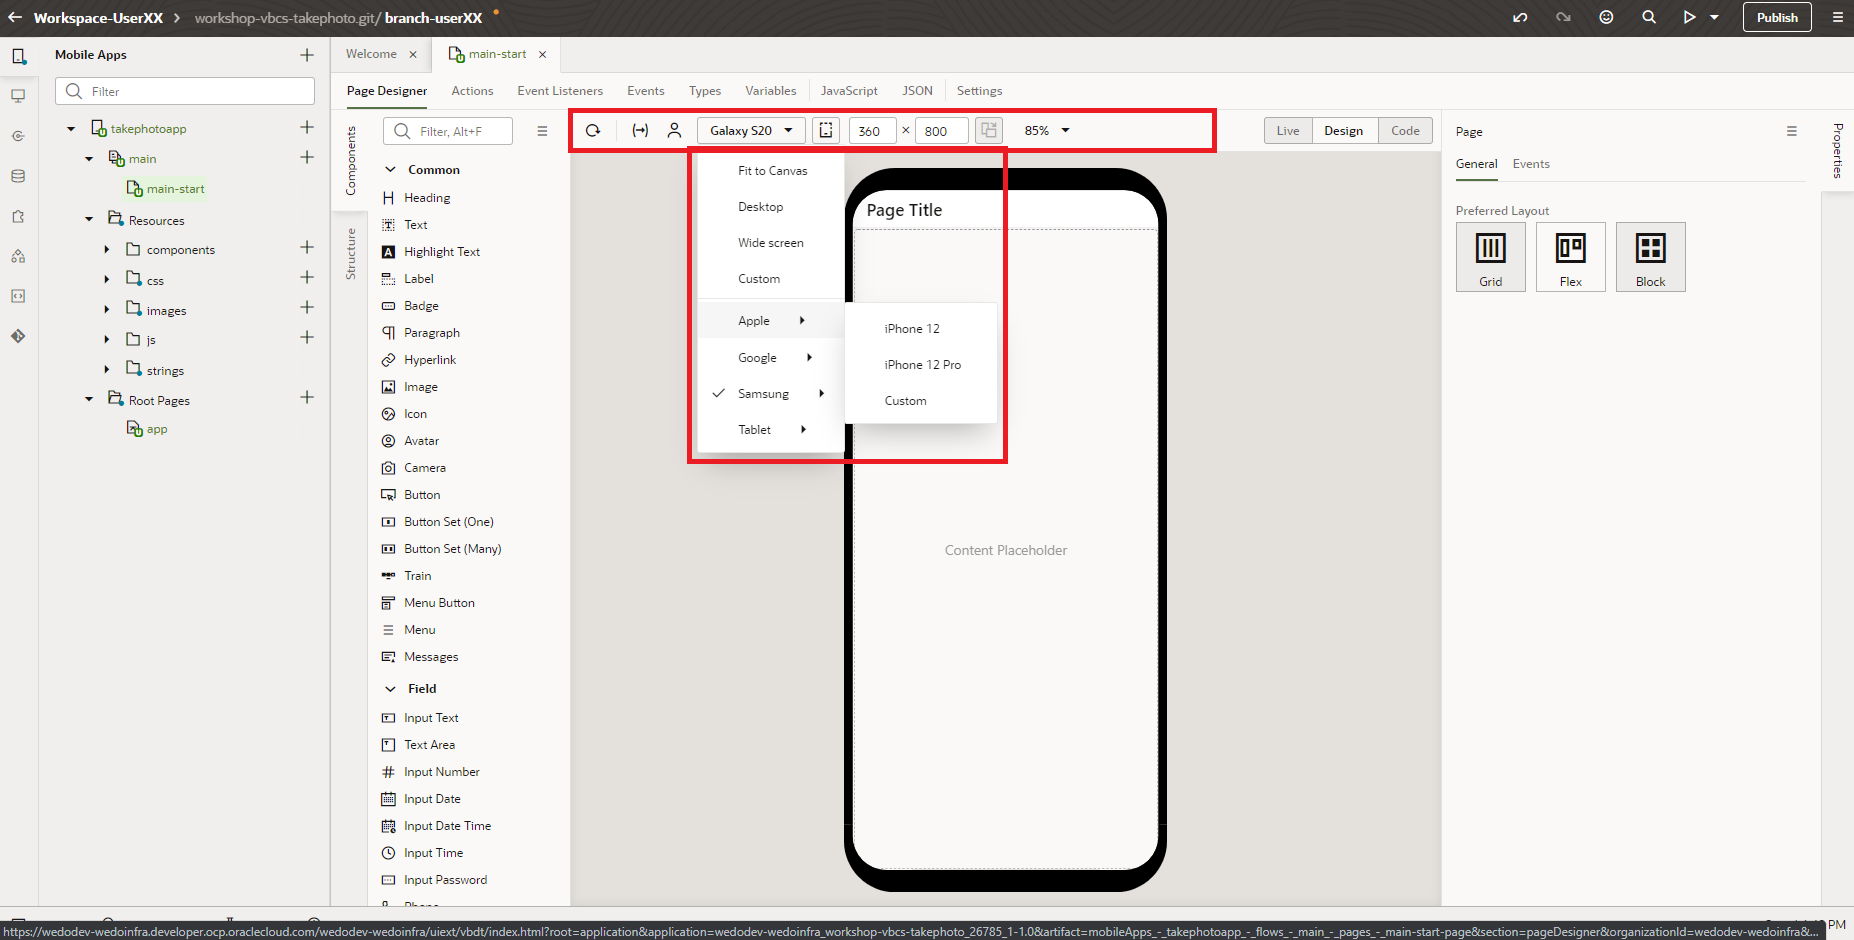 Workspace-UserXX
workshop-vbcs-takephoto.git/ branch-userXX
Publish
Mobile Apps
Filter
takephotoapp
main
main-start
Resources
components
css
images
js
strings
Root Pages
app
Welcome
main-start
Page Designer
Actions
Event Listeners
Events
Types
Variables
JavaScript
JSON
Settings
Components
Structure
Filter, Alt+F
Common
Heading
Text
Highlight Text
Label
Badge
Paragraph
Hyperlink
Image
Icon
Avatar
Camera
Button
Button Set (One)
Button Set (Many)
Train
Menu Button
Menu
Messages
Field
Input Text
Text Area
Input Number
Input Date
Input Date Time
Input Time
Input Password
Galaxy S20
360 × 800
85%
Live
Design
Code
Fit to Canvas
Desktop
Wide screen
Custom
Apple
Google
Samsung
Tablet
iPhone 12
iPhone 12 Pro
Custom
Page Title
Content Placeholder
Page
General
Events
Preferred Layout
Grid
Flex
Block
Properties
PM
https://wedodev-wedoinfra.developer.ocp.oraclecloud.com/wedodev-wedoinfra/uiext/vbdt/index.html?root=application&application=wedodev-wedoinfra_workshop-vbcs-takephoto_26785_1-1.0&artifact=mobileApps_-_takephotoapp_-_flows_-_main_-_pages_-_main-start-page&section=pageDesigner&organizationId=wedodev-wedoinfra&...